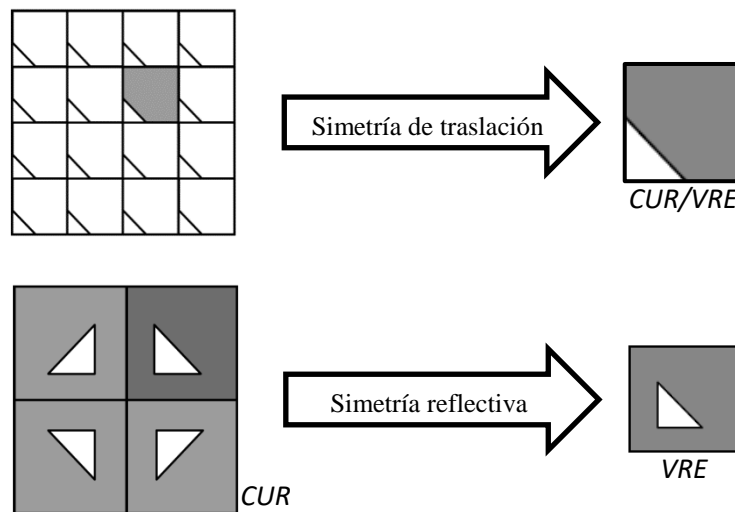 Simetría de traslación
CUR/VRE
Simetría reflectiva
CUR
VRE